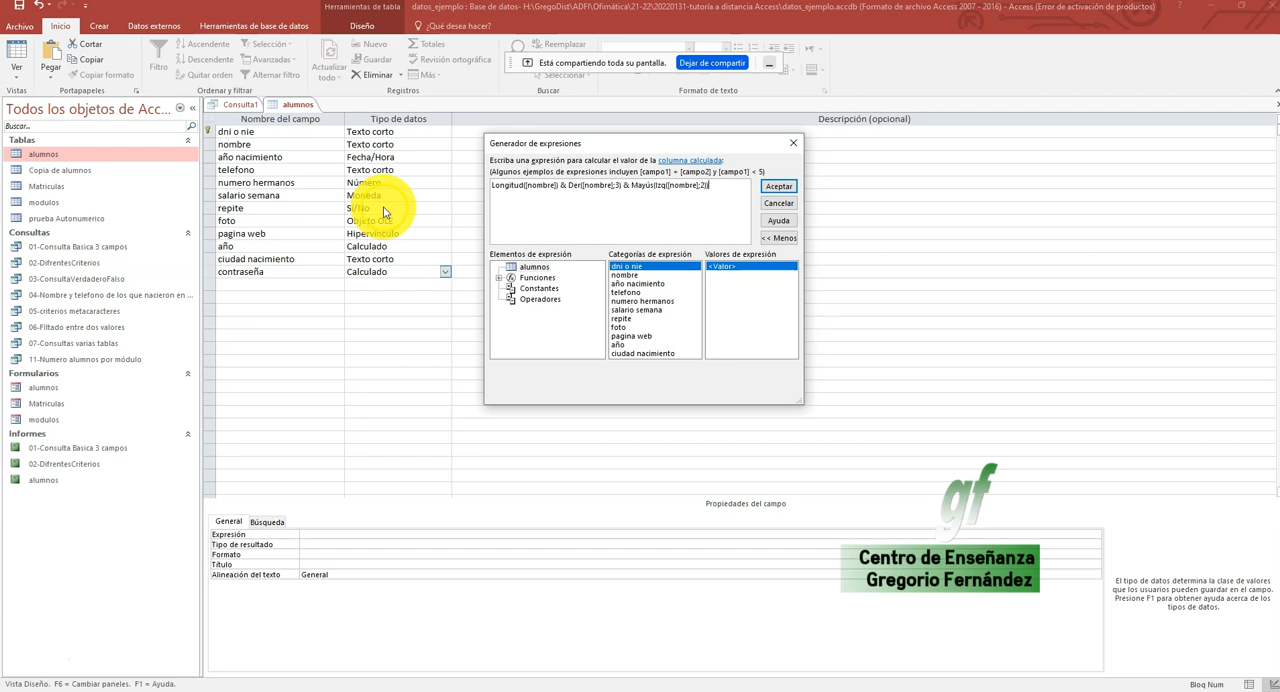 Herramientas de tabla
datos_ejemplo : Base de datos- H:\GregoDist\ADFI\Ofimática\21-22\20220131-tutoría a distancia Access\datos_ejemplo.accdb (Formato de archivo Access 2007 - 2016) - Access (Error de activación de productos)
Archivo Inicio Crear Datos externos Herramientas de base de datos Diseño ¿Qué desea hacer?
Ver Pegar Cortar Copiar Copiar formato
Filtro Ascendente Descendente Quitar orden Selección Avanzadas Alternar filtro
Actualizar todo Nuevo Guardar Eliminar Totales Revisión ortográfica Más
Reemplazar
Seleccionar
Está compartiendo toda su pantalla. Dejar de compartir
Vistas Portapapeles Ordenar y filtrar Registros Buscar Formato de texto
Todos los objetos de Acc...
Buscar...
Tablas
alumnos
Copia de alumnos
Matriculas
modulos
prueba Autonumerico
Consultas
01-Consulta Basica 3 campos
02-DifrentesCriterios
03-ConsultaVerdaderoFalso
04-Nombre y telefono de los que nacieron en ...
05-criterios metacaracteres
06-FIltado entre dos valores
07-Consultas varias tablas
11-Numero alumnos por módulo
Formularios
alumnos
Matriculas
modulos
Informes
01-Consulta Basica 3 campos
02-DifrentesCriterios
alumnos
Consulta1 alumnos
Nombre del campo Tipo de datos Descripción (opcional)
dni o nie Texto corto
nombre Texto corto
año nacimiento Fecha/Hora
telefono Texto corto
numero hermanos Número
salario semana Moneda
repite Sí/No
foto Objeto OLE
pagina web Hipervínculo
año Calculado
ciudad nacimiento Texto corto
contraseña Calculado
Generador de expresiones
Escriba una expresión para calcular el valor de la columna calculada:
(Algunos ejemplos de expresiones incluyen [campo1] + [campo2] y [campo1] < 5)
Longitud([nombre]) & Der([nombre];3) & Mayús(Izq([nombre];2))
Aceptar
Cancelar
Ayuda
<< Menos
Elementos de expresión Categorías de expresión Valores de expresión
alumnos
Funciones
Constantes
Operadores
dni o nie
nombre
año nacimiento
telefono
numero hermanos
salario semana
repite
foto
pagina web
año
ciudad nacimiento
<Valor>
Propiedades del campo
General Búsqueda
Expresión
Tipo de resultado
Formato
Título
Alineación del texto General
gf
Centro de Enseñanza
Gregorio Fernández
El tipo de datos determina la clase de valores
que los usuarios pueden guardar en el campo.
Presione F1 para obtener ayuda acerca de los
tipos de datos.
Vista Diseño. F6 = Cambiar paneles. F1 = Ayuda.
Bloq Num